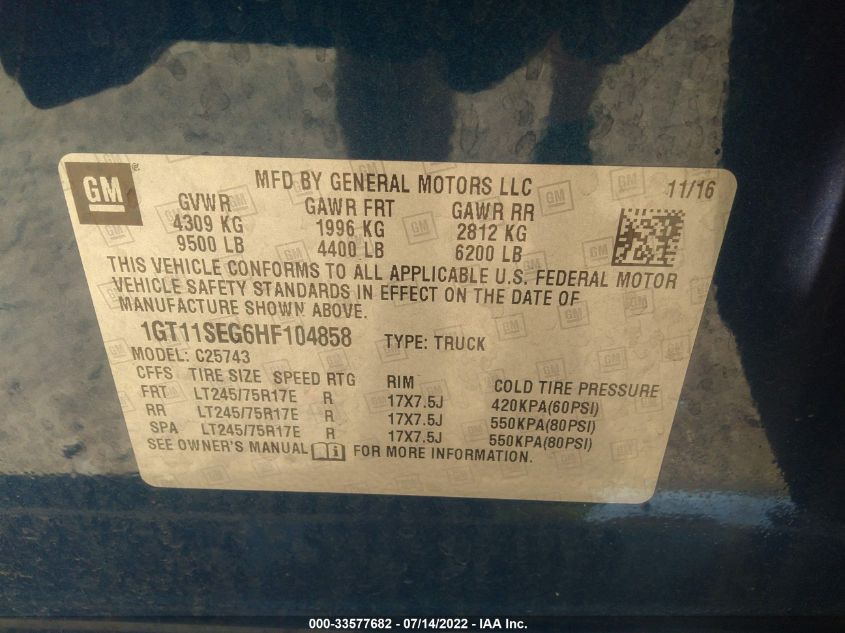 GM ®
MFD BY GENERAL MOTORS LLC 11/16
GVWR GAWR FRT GAWR RR
4309 KG 1996 KG 2812 KG
9500 LB 4400 LB 6200 LB
THIS VEHICLE CONFORMS TO ALL APPLICABLE U.S. FEDERAL MOTOR
VEHICLE SAFETY STANDARDS IN EFFECT ON THE DATE OF
MANUFACTURE SHOWN ABOVE.
1GT11SEG6HF104858 TYPE: TRUCK
MODEL: C25743
CFFS TIRE SIZE SPEED RTG RIM COLD TIRE PRESSURE
FRT LT245/75R17E R 17X7.5J 420KPA(60PSI)
RR LT245/75R17E R 17X7.5J 550KPA(80PSI)
SPA LT245/75R17E R 17X7.5J 550KPA(80PSI)
SEE OWNER'S MANUAL FOR MORE INFORMATION.
000-33577682 - 07/14/2022 - IAA Inc.